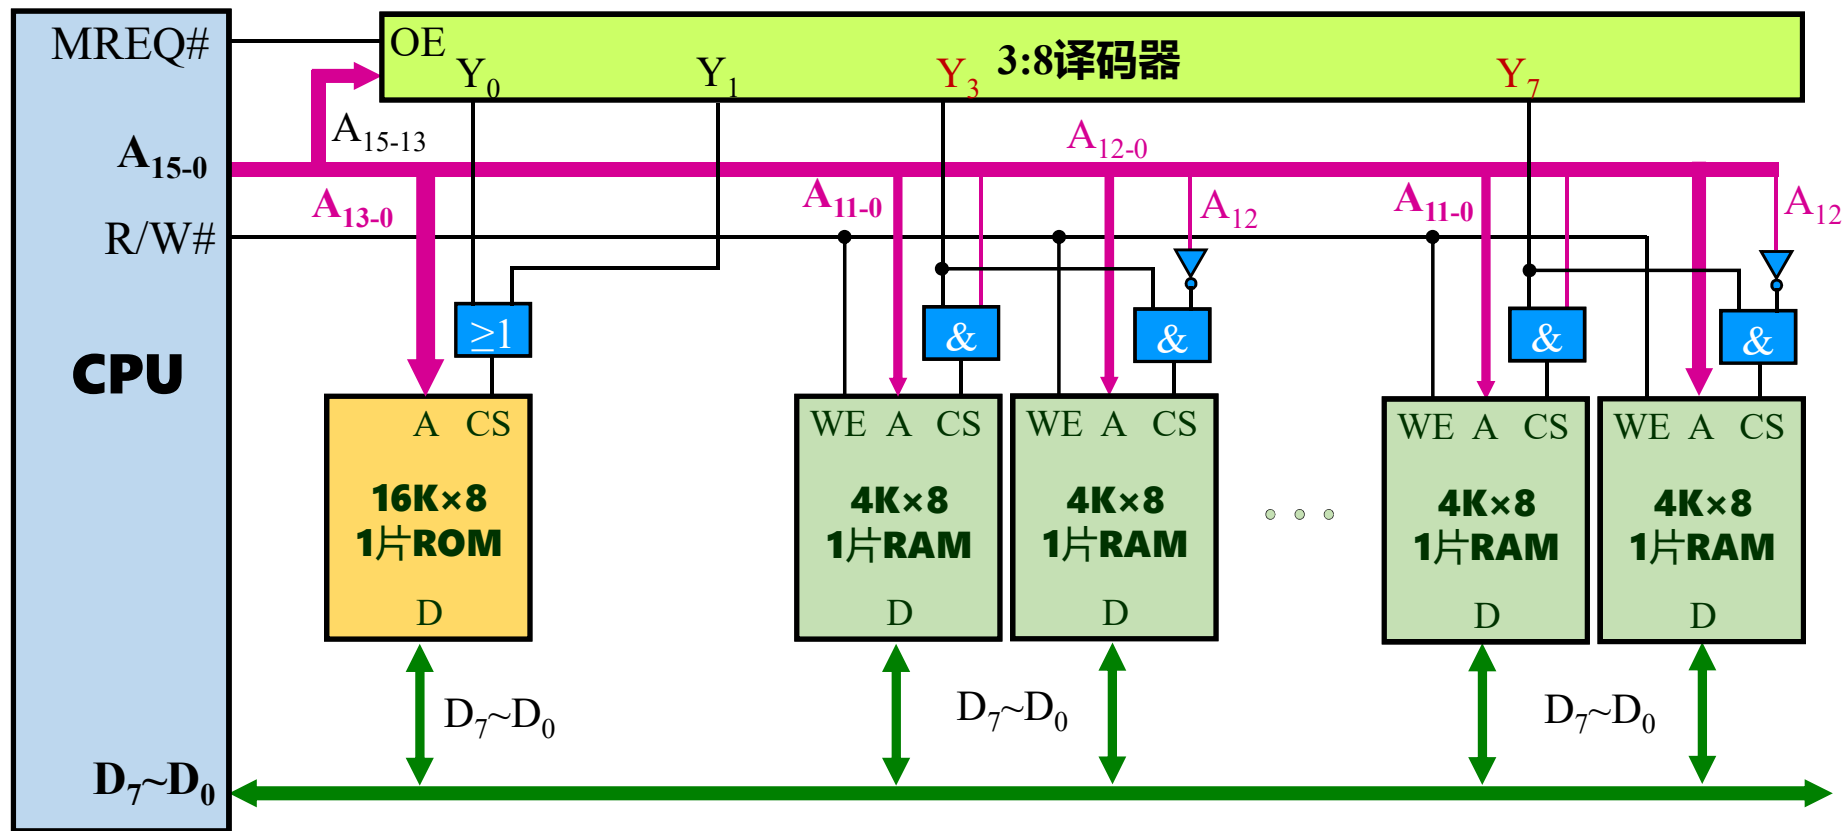 MREQ#
OE
Y0
Y1
Y3
3:8译码器
Y7
A15-13
A15-0
A12-0
A13-0
A11-0
A12
A11-0
A12
R/W#
≥1
&
&
&
&
CPU
A CS
WE A CS
WE A CS
WE A CS
WE A CS
16K×8
1片ROM
4K×8
1片RAM
4K×8
1片RAM
4K×8
1片RAM
4K×8
1片RAM
D
D
D
D
D
D7~D0
D7~D0
D7~D0
D7~D0